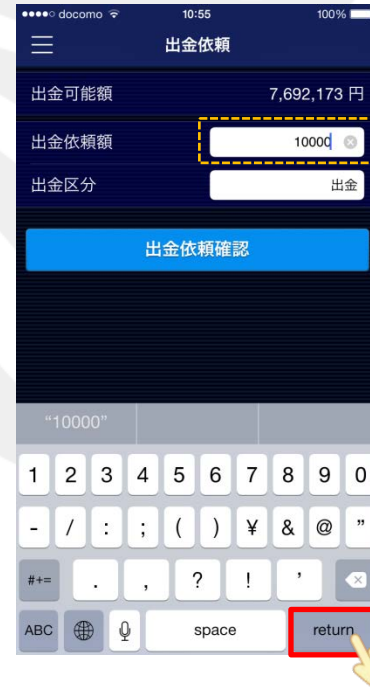 docomo 10:55 100%
出金依頼
出金可能額 7,692,173 円
出金依頼額 10000
出金区分 出金
出金依頼確認
“10000”
1 2 3 4 5 6 7 8 9 0
- / : ; ( ) ¥ & @ ”
#+= . , ? ! ’
ABC space return